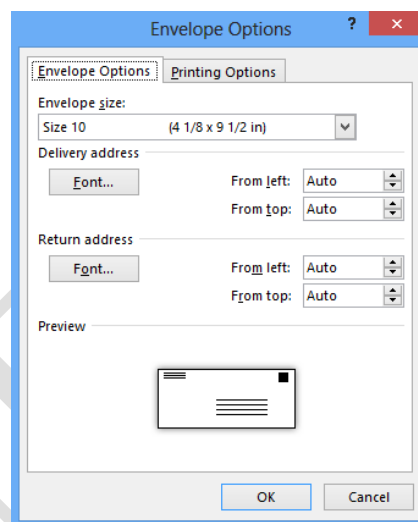 Envelope Options ? ×
Envelope Options Printing Options
Envelope size:
Size 10 (4 1/8 x 9 1/2 in)
Delivery address
Font... From left: Auto
From top: Auto
Return address
Font... From left: Auto
From top: Auto
Preview
OK Cancel